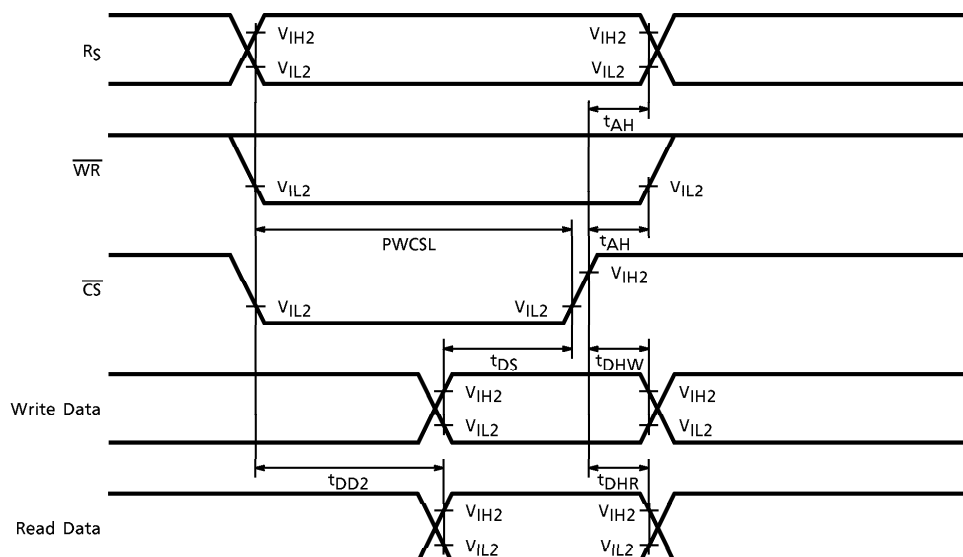 RS VIH2 VIH2
VIL2 VIL2
tAH
WR VIL2 VIL2
PWCSL tAH
CS VIH2
VIL2 VIL2
tDS tDHW
Write Data VIH2 VIH2
VIL2 VIL2
tDD2 tDHR
Read Data VIH2 VIH2
VIL2 VIL2